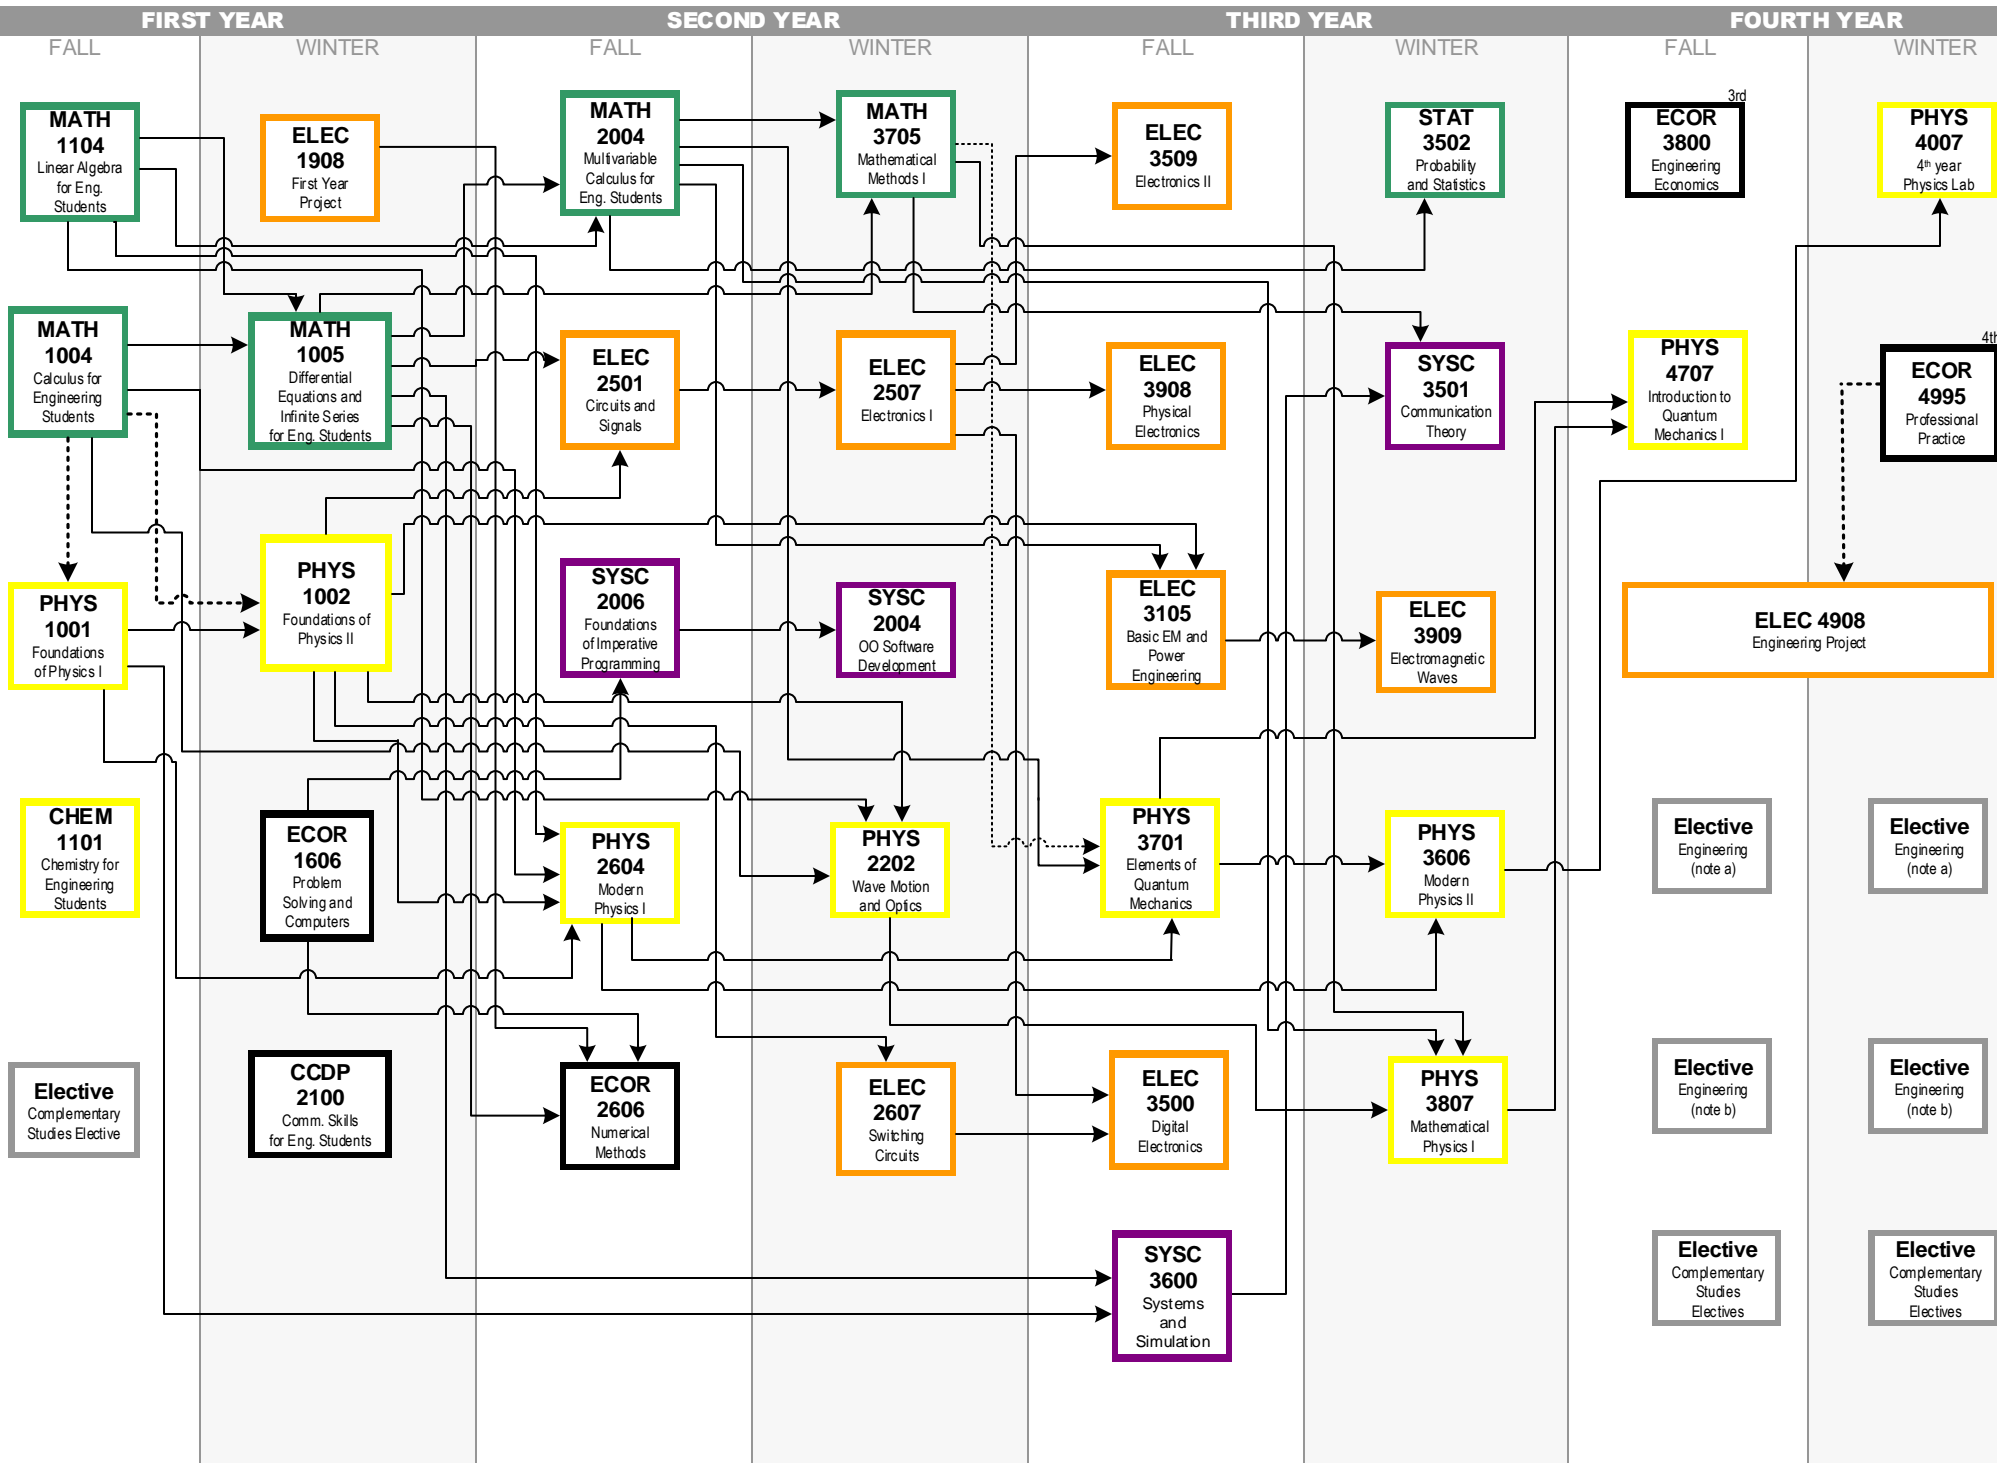 FIRST YEAR
SECOND YEAR
THIRD YEAR
FOURTH YEAR
FALL
WINTER
FALL
WINTER
FALL
WINTER
FALL
WINTER
MATH
1104
Linear Algebra
for Eng.
Students
MATH
1004
Calculus for
Engineering
Students
PHYS
1001
Foundations
of Physics I
CHEM
1101
Chemistry for
Engineering
Students
Elective
Complementary
Studies Elective
ELEC
1908
First Year
Project
MATH
1005
Differential
Equations and
Infinite Series
for Eng. Students
PHYS
1002
Foundations of
Physics II
ECOR
1606
Problem
Solving and
Computers
CCDP
2100
Comm. Skills
for Eng. Students
MATH
2004
Multivariable
Calculus for
Eng. Students
ELEC
2501
Circuits and
Signals
SYSC
2006
Foundations
of Imperative
Programming
PHYS
2604
Modern
Physics I
ECOR
2606
Numerical
Methods
MATH
3705
Mathematical
Methods I
ELEC
2507
Electronics I
SYSC
2004
OO Software
Development
PHYS
2202
Wave Motion
and Optics
ELEC
2607
Switching
Circuits
ELEC
3509
Electronics II
ELEC
3908
Physical
Electronics
ELEC
3105
Basic EM and
Power
Engineering
PHYS
3701
Elements of
Quantum
Mechanics
ELEC
3500
Digital
Electronics
SYSC
3600
Systems
and
Simulation
STAT
3502
Probability
and Statistics
SYSC
3501
Communication
Theory
ELEC
3909
Electromagnetic
Waves
PHYS
3606
Modern
Physics II
PHYS
3807
Mathematical
Physics I
3rd
ECOR
3800
Engineering
Economics
PHYS
4707
Introduction to
Quantum
Mechanics I
ELEC 4908
Engineering Project
Elective
Engineering
(note a)
Elective
Engineering
(note b)
Elective
Complementary
Studies
Electives
PHYS
4007
4th year
Physics Lab
4th
ECOR
4995
Professional
Practice
Elective
Engineering
(note a)
Elective
Engineering
(note b)
Elective
Complementary
Studies
Electives